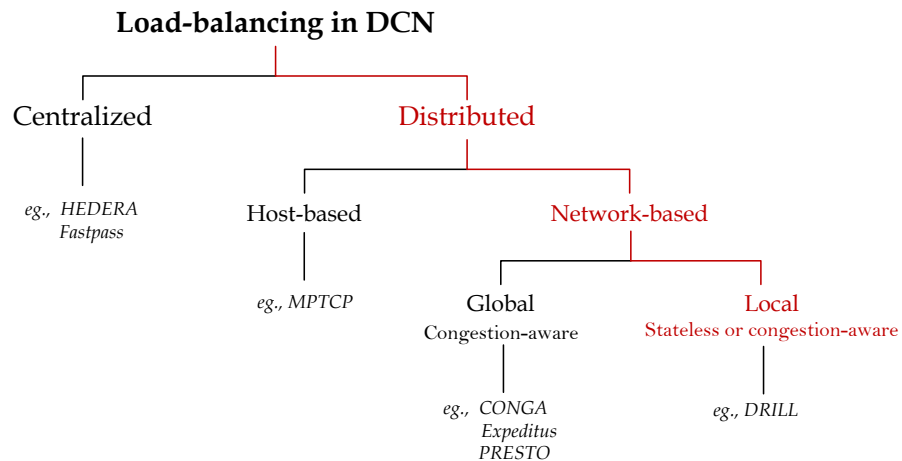 Load-balancing in DCN
Centralized
Distributed
eg., HEDERA
Fastpass
Host-based
Network-based
eg., MPTCP
Global
Congestion-aware
Local
Stateless or congestion-aware
eg., CONGA
Expeditus
PRESTO
eg., DRILL